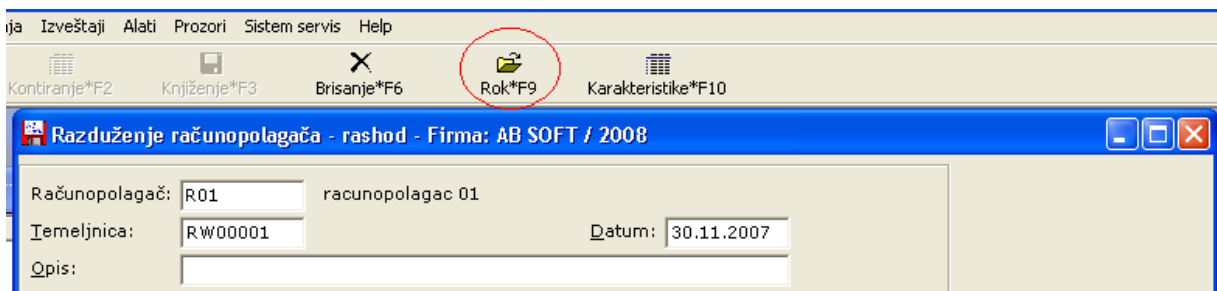 ja Izveštaji Alati Prozori Sistem servis Help
Kontiranje*F2 Knjiženje*F3 Brisanje*F6 Rok*F9 Karakteristike*F10
Razduženje računopolagača - rashod - Firma: AB SOFT / 2008
Računopolagač: R01 racunopolagac 01
Temeljnica: RW00001 Datum: 30.11.2007
Opis: